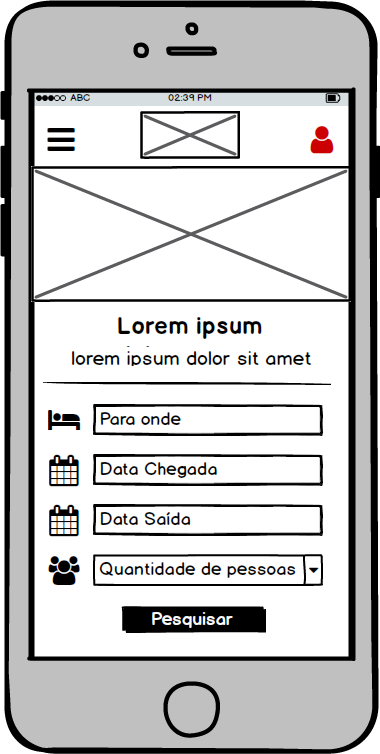 ABC 02:39 PM
Lorem ipsum
lorem ipsum dolor sit amet
Para onde
Data Chegada
Data Saída
Quantidade de pessoas
Pesquisar